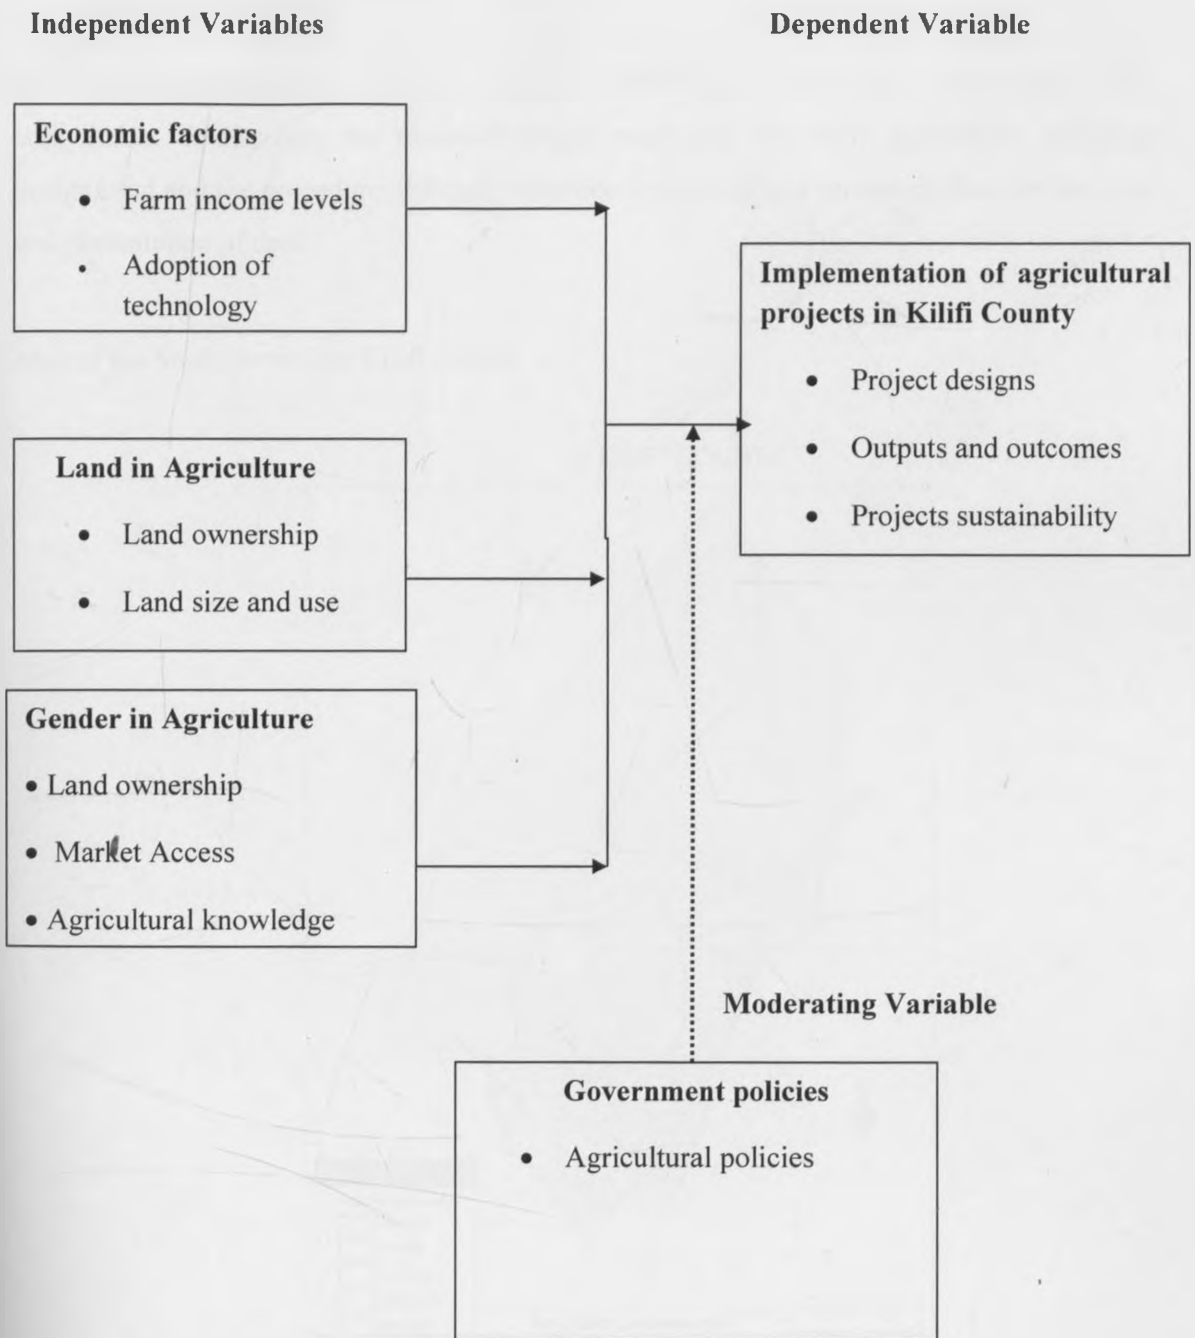 Independent Variables
Dependent Variable
Economic factors
• Farm income levels
• Adoption of
technology
Implementation of agricultural
projects in Kilifi County
• Project designs
• Outputs and outcomes
• Projects sustainability
Land in Agriculture
• Land ownership
• Land size and use
Gender in Agriculture
• Land ownership
• Market Access
• Agricultural knowledge
Moderating Variable
Government policies
• Agricultural policies